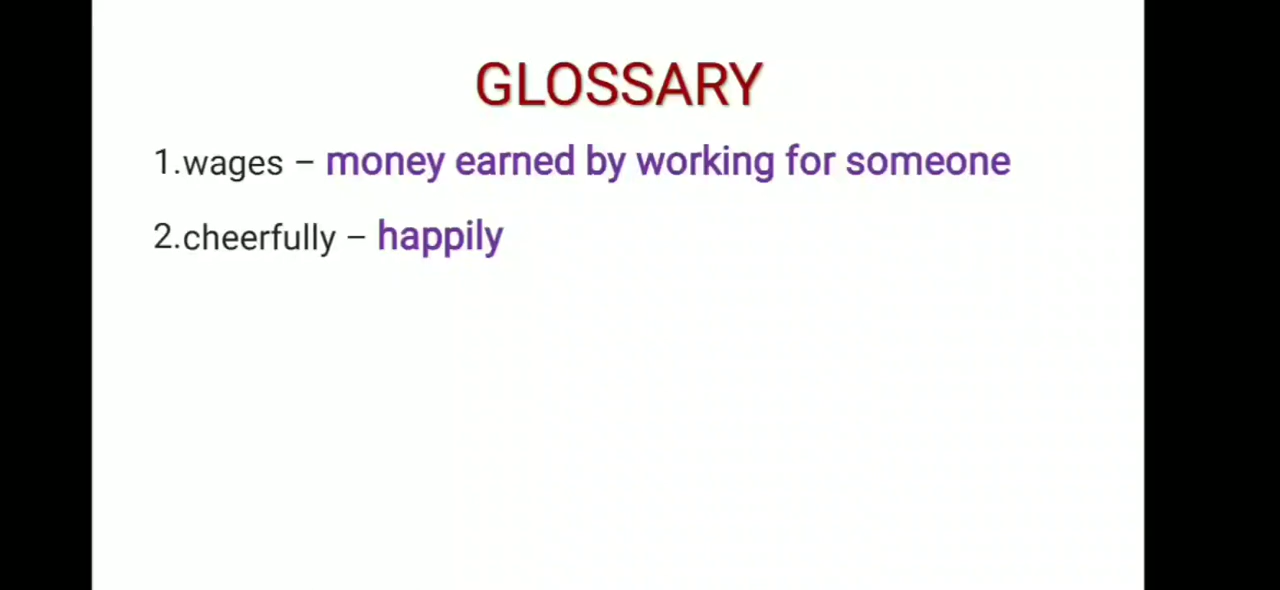 GLOSSARY
1.wages – money earned by working for someone
2.cheerfully – happily